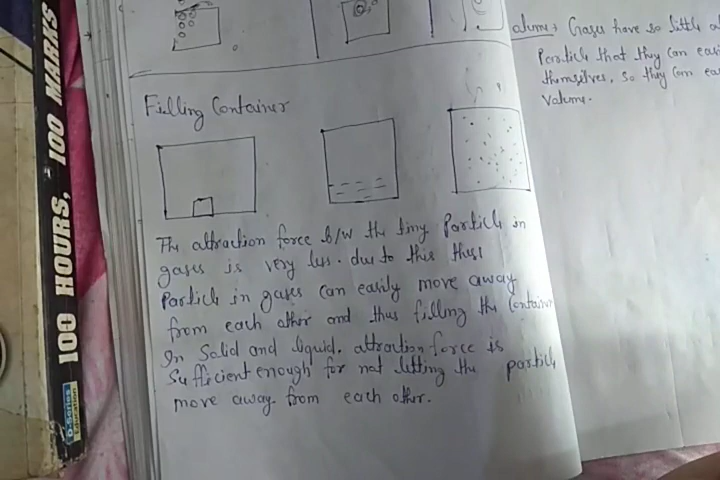 100 HOURS, 100 MARKS
D-Series
Education
Filling Container
The attraction force b/w the tiny Particle in
gases is very less. due to this these
Particle in gases can easily move away
from each other and thus filling the Container
In Solid and liquid. attraction force is
Sufficient enough for not letting the particle
move away from each other.
Gases have so little
Particle that they can
themselves, so they can
Volume.